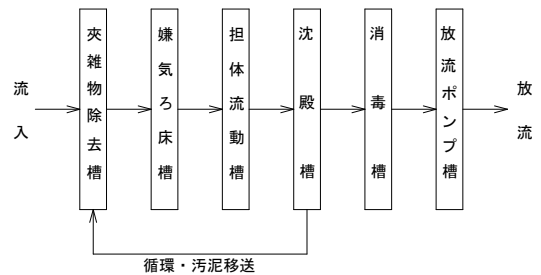 流入
夾雑物除去槽
嫌気ろ床槽
担体流動槽
沈殿槽
消毒槽
放流ポンプ槽
放流
循環・汚泥移送